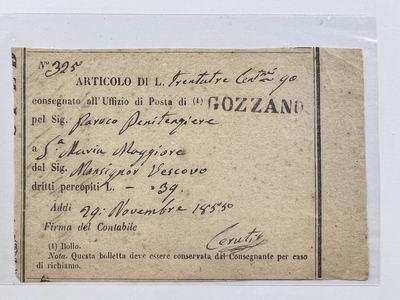 N.° 325
ARTICOLO DI L. Trentatre Cent.mi 90
consegnato all'Uffizio di Posta di (1) GOZZANO
pel Sig. Paroco Penitenziere
a S.a Maria Maggiore
dal Sig. Monsignor Vescovo
dritti percepiti L. — =39.
Addì 29. Novembre 1855
Firma del Contabile
Cerutti
(1) Bollo.
Nota. Questa bolletta deve essere conservata dal Consegnante per caso
di richiamo.